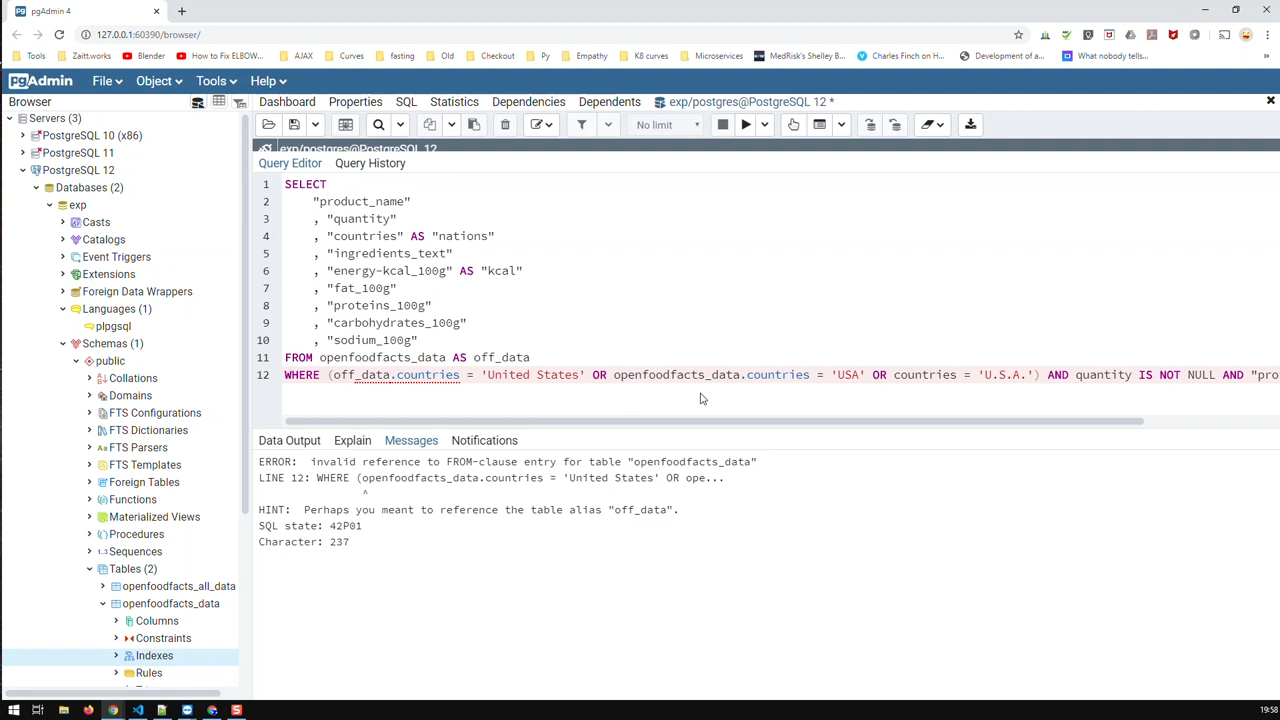 pgAdmin 4
127.0.0.1:60390/browser/
Tools Zaitt.works Blender How to Fix ELBOW... AJAX Curves fasting Old Checkout Py Empathy K8 curves Microservices MedRisk's Shelley B... Charles Finch on H... Development of a... What nobody tells... »
pgAdmin File Object Tools Help
Browser Dashboard Properties SQL Statistics Dependencies Dependents exp/postgres@PostgreSQL 12 *
No limit
exp/postgres@PostgreSQL 12
Query Editor Query History
Servers (3)
PostgreSQL 10 (x86)
PostgreSQL 11
PostgreSQL 12
Databases (2)
exp
Casts
Catalogs
Event Triggers
Extensions
Foreign Data Wrappers
Languages (1)
plpgsql
Schemas (1)
public
Collations
Domains
FTS Configurations
FTS Dictionaries
FTS Parsers
FTS Templates
Foreign Tables
Functions
Materialized Views
Procedures
Sequences
Tables (2)
openfoodfacts_all_data
openfoodfacts_data
Columns
Constraints
Indexes
Rules
1 SELECT
2 "product_name"
3 , "quantity"
4 , "countries" AS "nations"
5 , "ingredients_text"
6 , "energy-kcal_100g" AS "kcal"
7 , "fat_100g"
8 , "proteins_100g"
9 , "carbohydrates_100g"
10 , "sodium_100g"
11 FROM openfoodfacts_data AS off_data
12 WHERE (off_data.countries = 'United States' OR openfoodfacts_data.countries = 'USA' OR countries = 'U.S.A.') AND quantity IS NOT NULL AND "pro
Data Output Explain Messages Notifications
ERROR: invalid reference to FROM-clause entry for table "openfoodfacts_data"
LINE 12: WHERE (openfoodfacts_data.countries = 'United States' OR ope...
^
HINT: Perhaps you meant to reference the table alias "off_data".
SQL state: 42P01
Character: 237
19:58